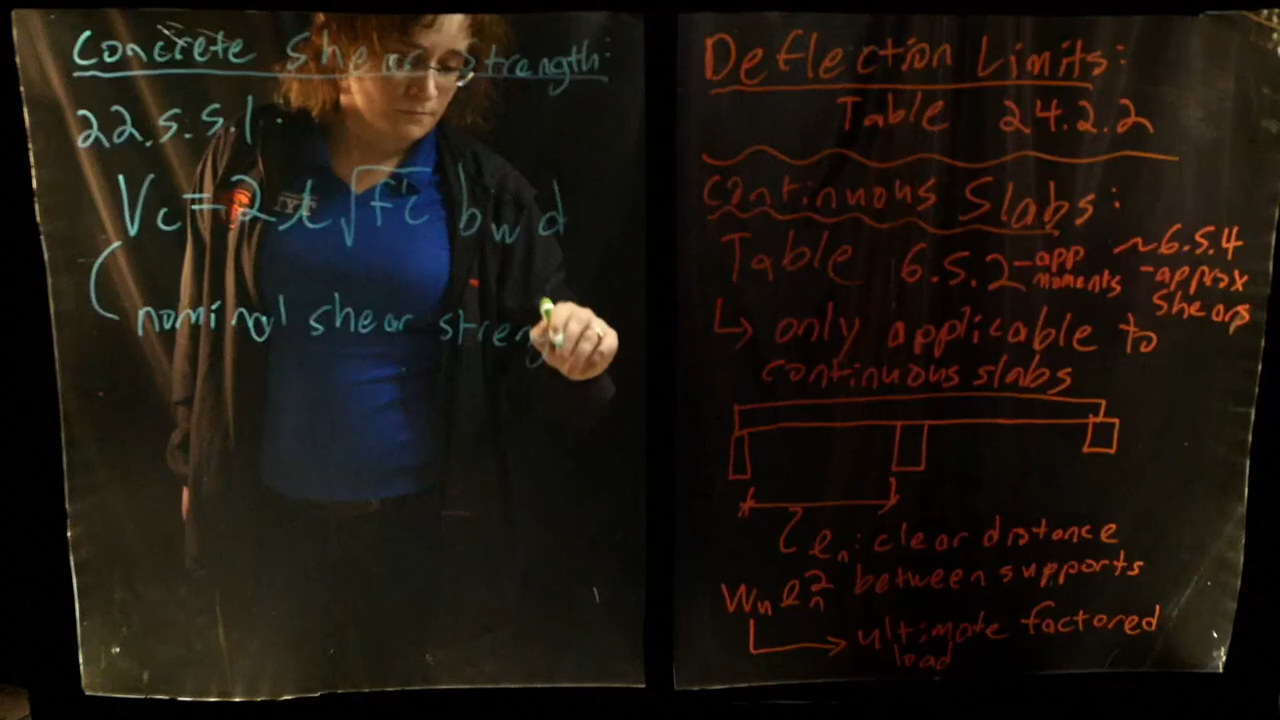 Concrete Shear Strength:
22.5.5.1.
Vc = 2 λ √f'c bw d
nominal shear streng
Deflection Limits:
Table 24.2.2
Continuous Slabs:
Table 6.5.2 - app moments
~6.5.4 - approx shears
↳ only applicable to
continuous slabs
ℓn: clear distance
between supports
Wu ℓn²
ultimate factored
load